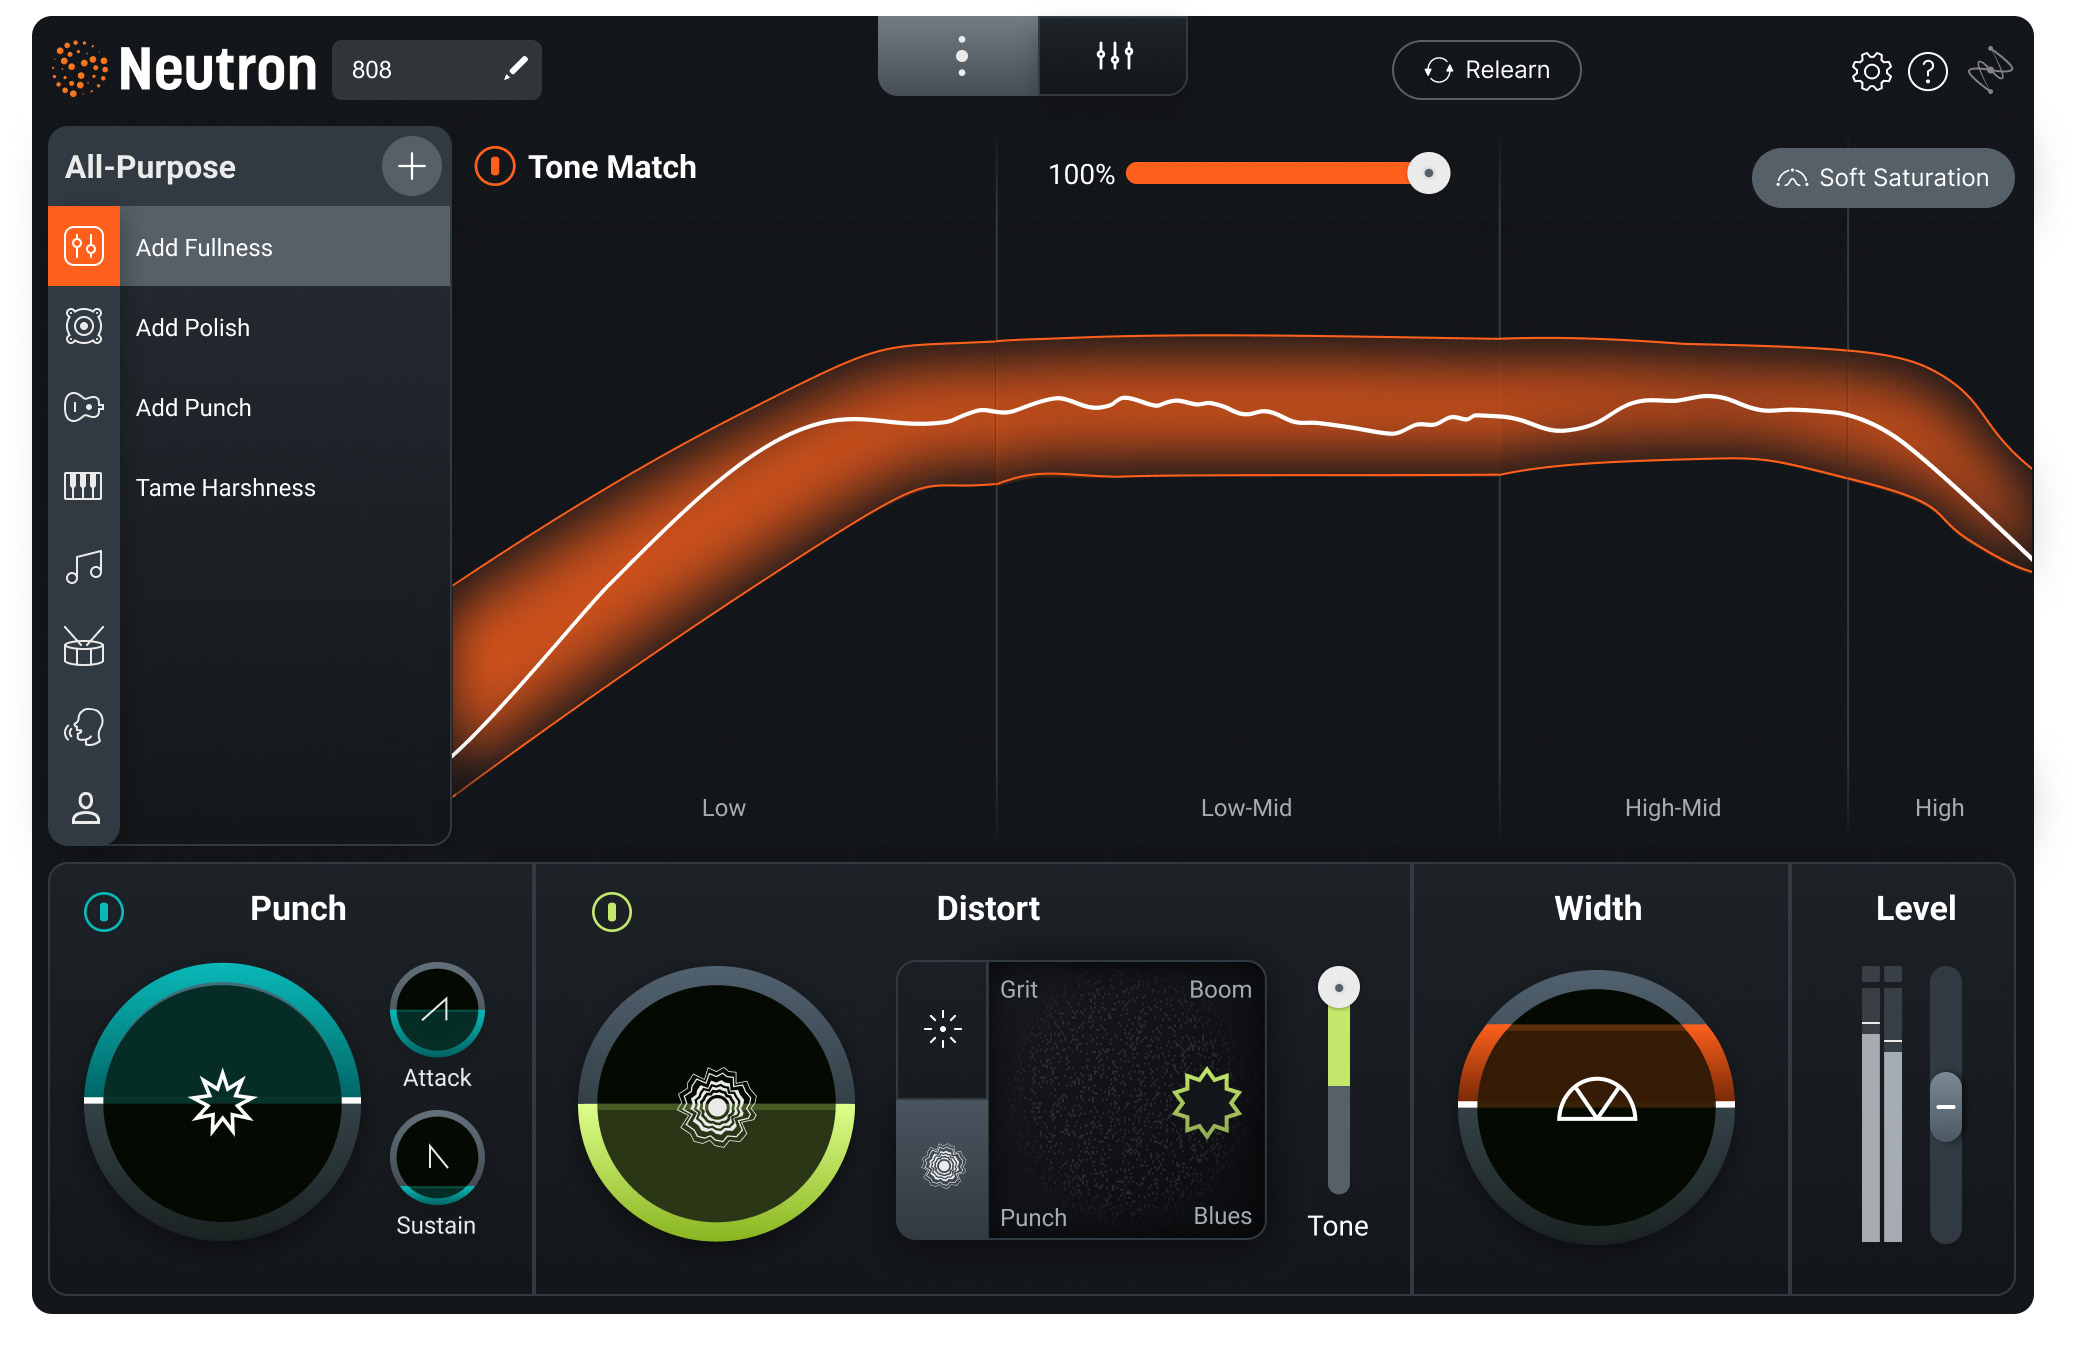 Neutron
808
Relearn
?
All-Purpose
Tone Match
100%
Soft Saturation
Add Fullness
Add Polish
Add Punch
Tame Harshness
Low
Low-Mid
High-Mid
High
Punch
Distort
Width
Level
Grit
Boom
Attack
Punch
Blues
Sustain
Tone